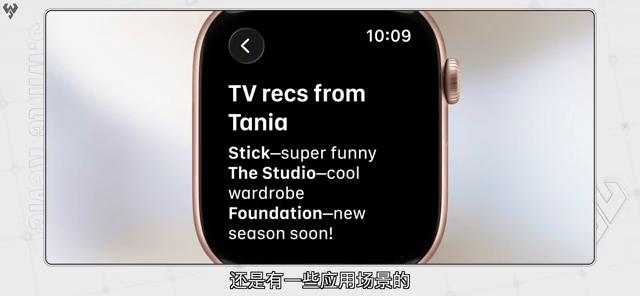 10:09
TV recs from
Tania
Stick—super funny
The Studio—cool
wardrobe
Foundation—new
season soon!
还是有一些应用场景的